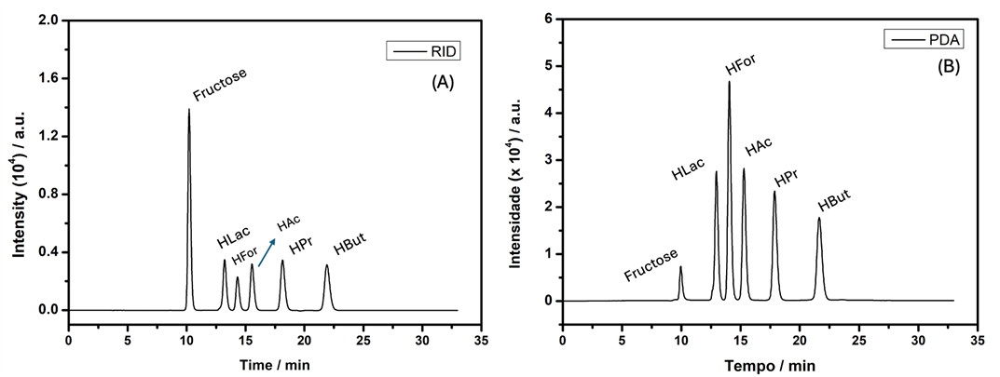 2.0
1.6
1.2
0.8
0.4
0.0
Intensity (10⁴) / a.u.
RID
(A)
Fructose
HLac
HFor
HAc
HPr
HBut
0
5
10
15
20
25
30
35
Time / min
6
5
4
3
2
1
0
Intensidade (x 10⁴) / a.u.
PDA
(B)
Fructose
HLac
HFor
HAc
HPr
HBut
0
5
10
15
20
25
30
35
Tempo / min